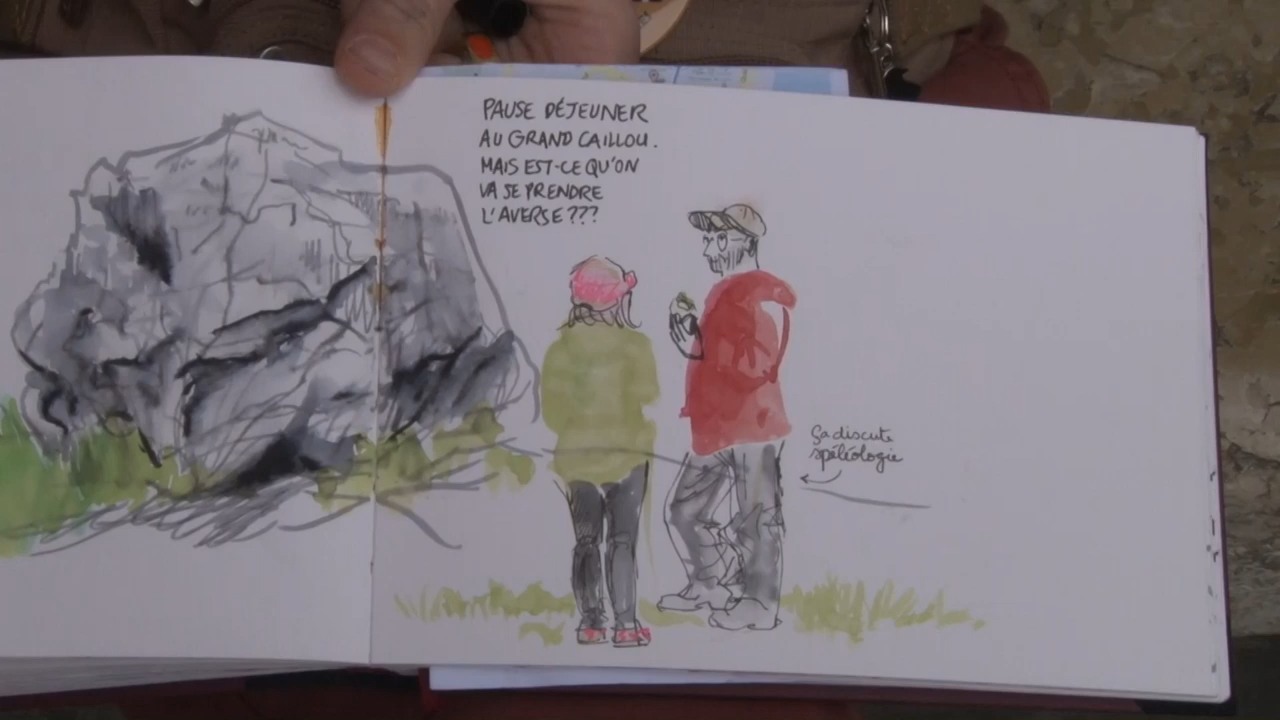 PAUSE DÉJEUNER
AU GRAND CAILLOU.
MAIS EST-CE QU'ON
VA SE PRENDRE
L'AVERSE???
Ça discute
spéléologie